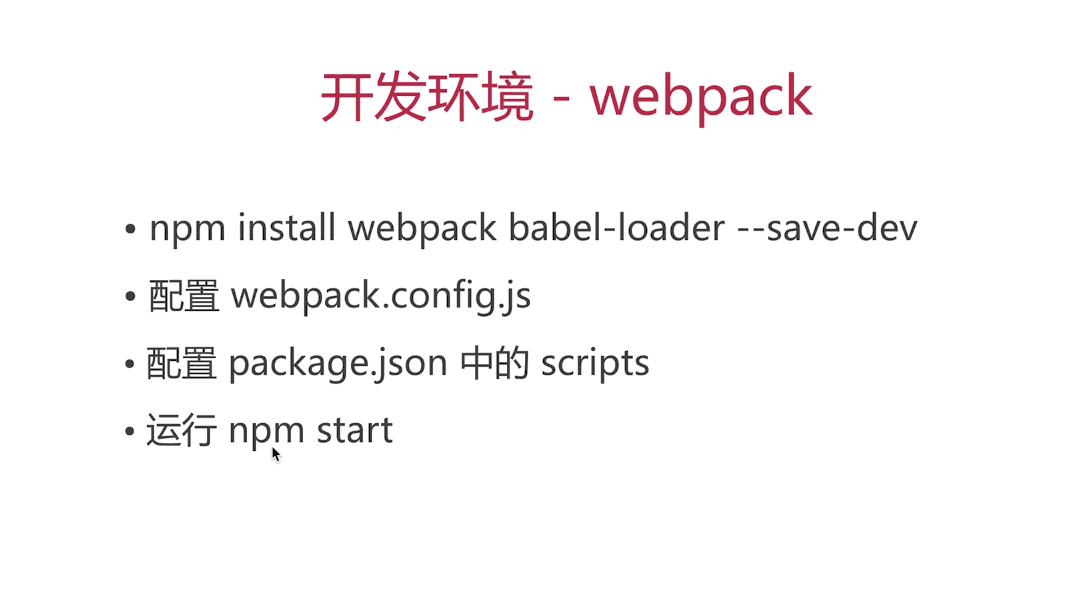 开发环境 - webpack
• npm install webpack babel-loader --save-dev
• 配置 webpack.config.js
• 配置 package.json 中的 scripts
• 运行 npm start